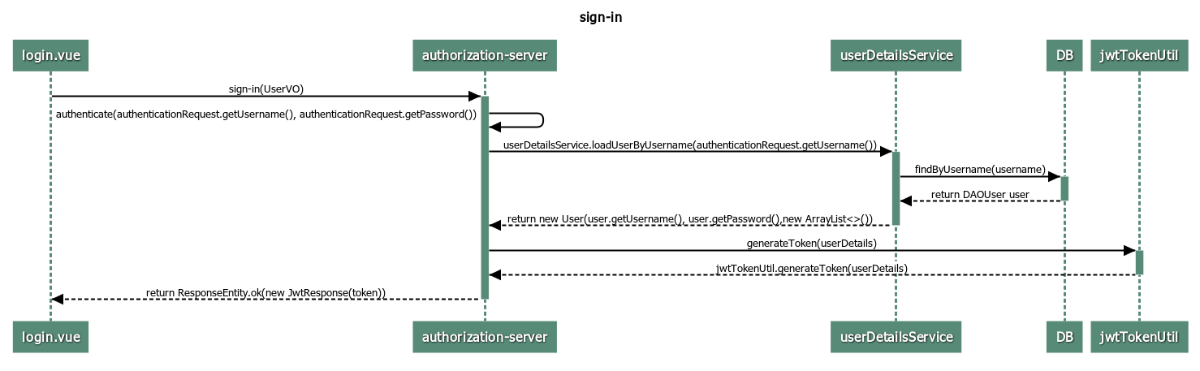 sign-in
login.vue
authorization-server
userDetailsService
DB
jwtTokenUtil
sign-in(UserVO)
authenticate(authenticationRequest.getUsername(), authenticationRequest.getPassword())
userDetailsService.loadUserByUsername(authenticationRequest.getUsername())
findByUsername(username)
return DAOUser user
return new User(user.getUsername(), user.getPassword(),new ArrayList<>())
generateToken(userDetails)
jwtTokenUtil.generateToken(userDetails)
return ResponseEntity.ok(new JwtResponse(token))
login.vue
authorization-server
userDetailsService
DB
jwtTokenUtil